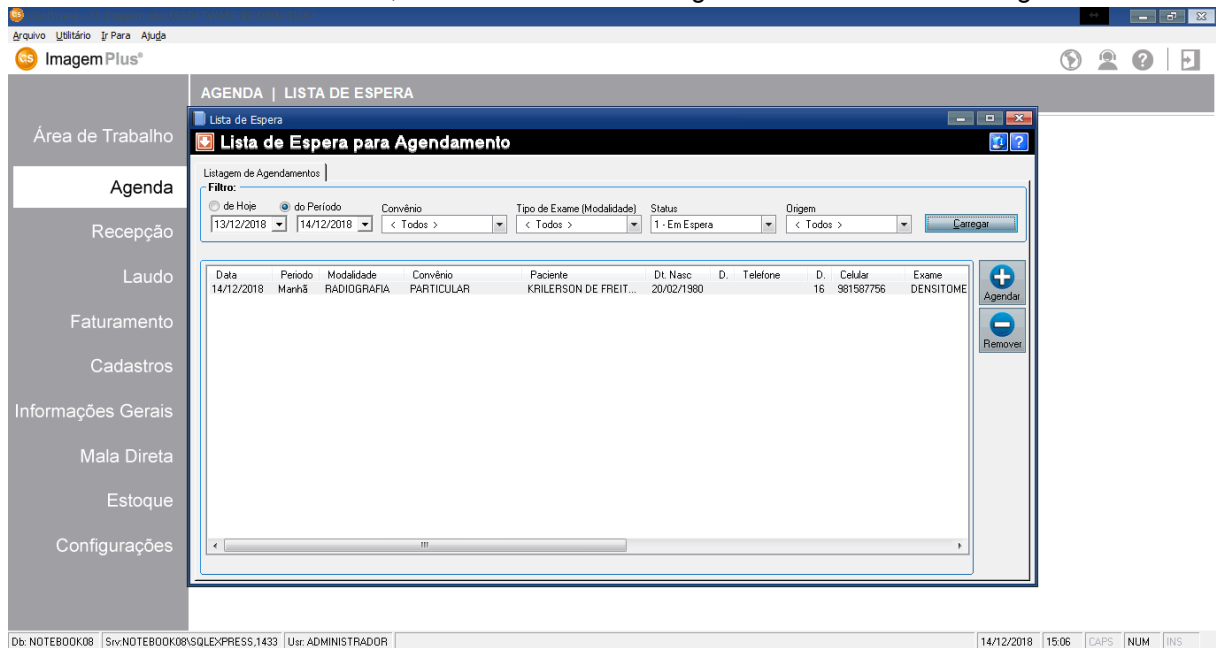 Arquivo Utilitário Ir Para Ajuda
CS ImagemPlus®
AGENDA | LISTA DE ESPERA
Área de Trabalho
Agenda
Recepção
Laudo
Faturamento
Cadastros
Informações Gerais
Mala Direta
Estoque
Configurações
Lista de Espera
Lista de Espera para Agendamento
Listagem de Agendamentos
Filtro:
de Hoje do Período Convênio Tipo de Exame (Modalidade) Status Origem
13/12/2018 14/12/2018 < Todos > < Todos > 1 - Em Espera < Todos > Carregar
Data Periodo Modalidade Convênio Paciente Dt. Nasc D. Telefone D. Celular Exame
14/12/2018 Manhã RADIOGRAFIA PARTICULAR KRILERSON DE FREIT... 20/02/1980 16 981587756 DENSITOME
Agendar
Remover
Db: NOTEBOOK08 Srv:NOTEBOOK08\SQLEXPRESS,1433 Usr: ADMINISTRADOR 14/12/2018 15:06 CAPS NUM INS